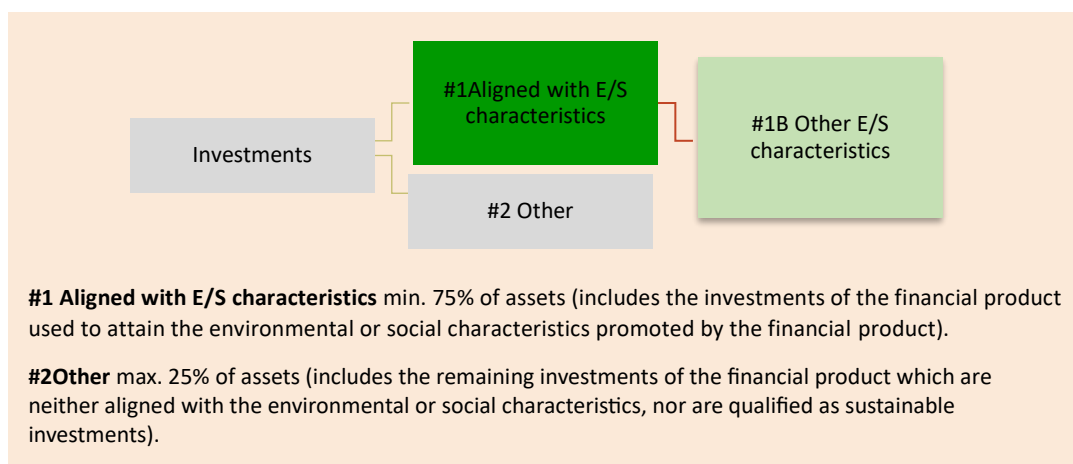 #1Aligned with E/S
characteristics
#1B Other E/S
characteristics
Investments
#2 Other
#1 Aligned with E/S characteristics min. 75% of assets (includes the investments of the financial product
used to attain the environmental or social characteristics promoted by the financial product).
#2Other max. 25% of assets (includes the remaining investments of the financial product which are
neither aligned with the environmental or social characteristics, nor are qualified as sustainable
investments).